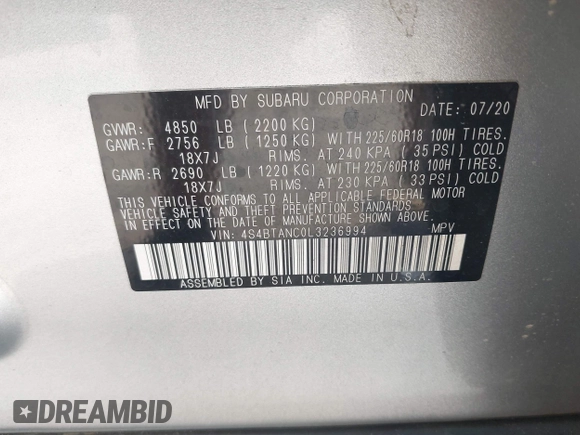 MFD BY SUBARU CORPORATION
DATE: 07/20
GVWR: 4850 LB ( 2200 KG)
GAWR:F 2756 LB ( 1250 KG) WITH 225/60R18 100H TIRES.
18X7J RIMS. AT 240 KPA ( 35 PSI) COLD
GAWR:R 2690 LB ( 1220 KG) WITH 225/60R18 100H TIRES.
18X7J RIMS. AT 230 KPA ( 33 PSI) COLD
THIS VEHICLE CONFORMS TO ALL APPLICABLE FEDERAL MOTOR
VEHICLE SAFETY AND THEFT PREVENTION STANDARDS
IN EFFECT ON THE DATE OF MANUFACTURE SHOWN ABOVE.
VIN: 4S4BTANC0L3236994 MPV
ASSEMBLED BY SIA INC. MADE IN U.S.A.
DREAMBID